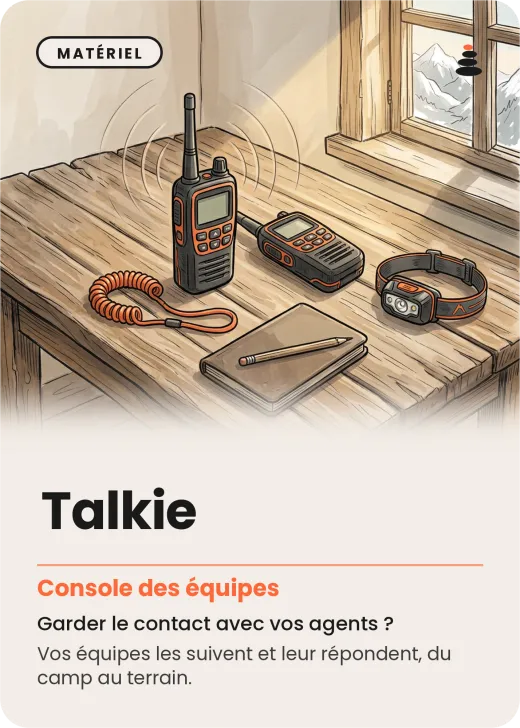 MATÉRIEL
Talkie
Console des équipes
Garder le contact avec vos agents ?
Vos équipes les suivent et leur répondent, du
camp au terrain.